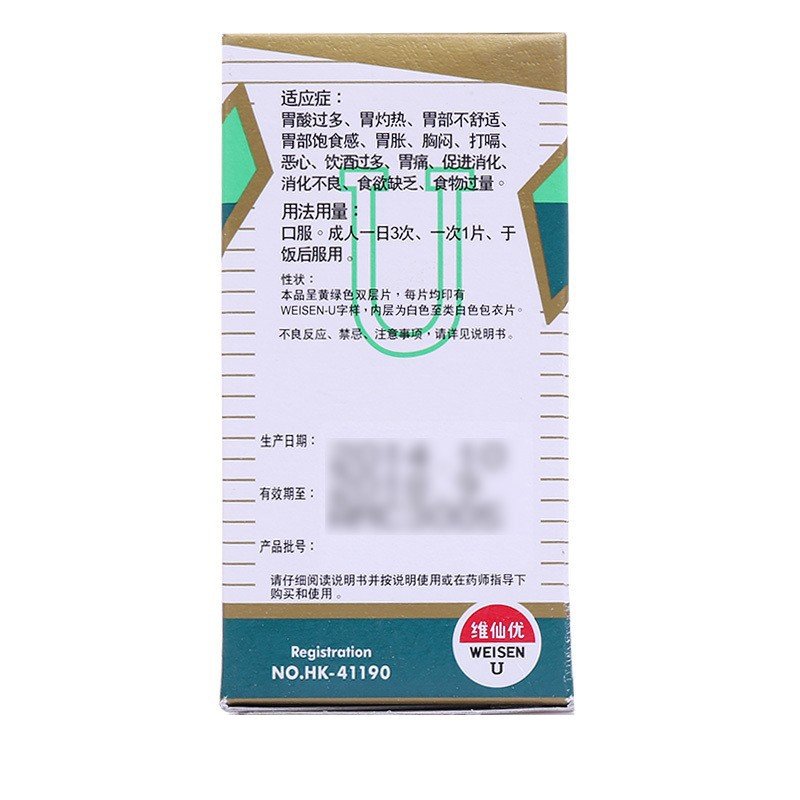 适应症：
胃酸过多、胃灼热、胃部不舒适、
胃部饱食感、胃胀、胸闷、打嗝、
恶心、饮酒过多、胃痛、促进消化、
消化不良、食欲缺乏、食物过量。
用法用量：
口服。成人一日3次、一次1片、于
饭后服用。
性状：
本品呈黄绿色双层片，每片均印有
WEISEN-U字样，内层为白色至类白色包衣片。
不良反应、禁忌、注意事项，请详见说明书。
生产日期：
有效期至：
产品批号：
请仔细阅读说明书并按说明使用或在药师指导下
购买和使用。
Registration
NO.HK-41190
维仙优
WEISEN
U
U